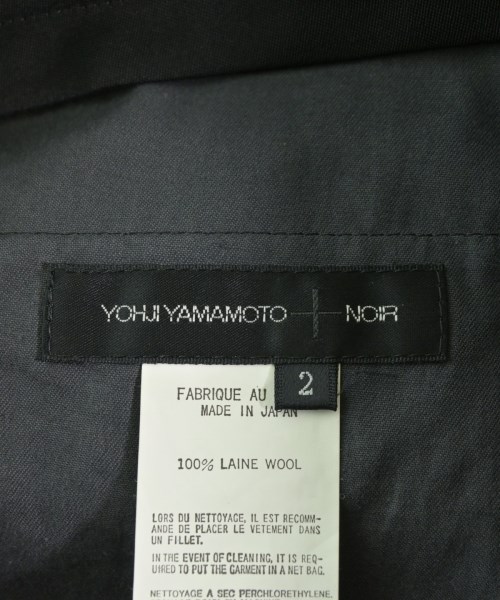 YOHJI YAMAMOTO NOIR
2
FABRIQUE AU
MADE IN JAPAN
100% LAINE WOOL
LORS DU NETTOYAGE, IL EST RECOMM-
ANDE DE PLACER LE VETEMENT DANS
UN FILLET.
IN THE EVENT OF CLEANING, IT IS REQ-
UIRED TO PUT THE GARMENT IN A NET BAG.
NETTOYAGE A SEC PERCHLORETHYLENE.